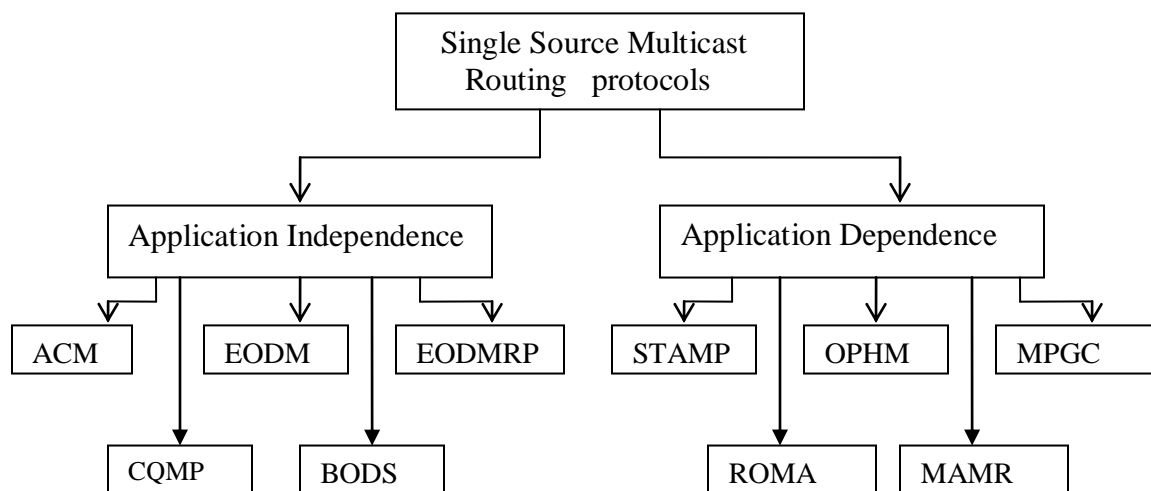 Single Source Multicast
Routing protocols
Application Independence
Application Dependence
ACM
EODM
EODMRP
STAMP
OPHM
MPGC
CQMP
BODS
ROMA
MAMR